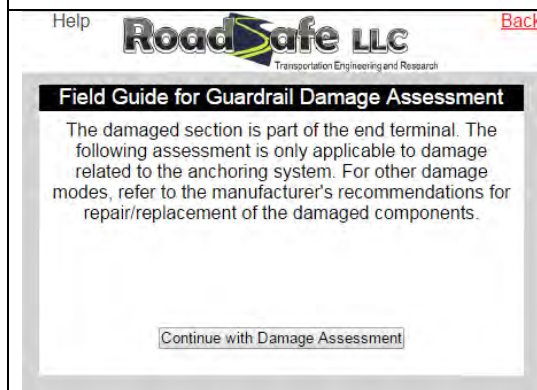 Help
Back
RoadSafe LLC
Transportation Engineering and Research
Field Guide for Guardrail Damage Assessment
The damaged section is part of the end terminal. The
following assessment is only applicable to damage
related to the anchoring system. For other damage
modes, refer to the manufacturer's recommendations for
repair/replacement of the damaged components.
Continue with Damage Assessment